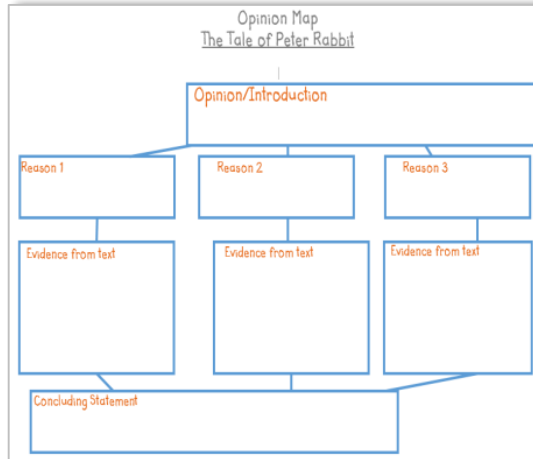 Opinion Map
The Tale of Peter Rabbit
Opinion/Introduction
Reason 1
Reason 2
Reason 3
Evidence from text
Evidence from text
Evidence from text
Concluding Statement